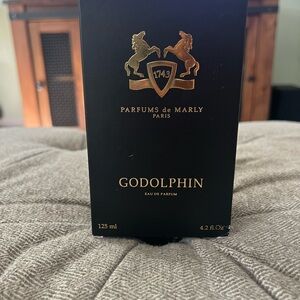 1743
PARFUMS de MARLY
PARIS
GODOLPHIN
EAU DE PARFUM
125 ml 4.2 fl.Oz